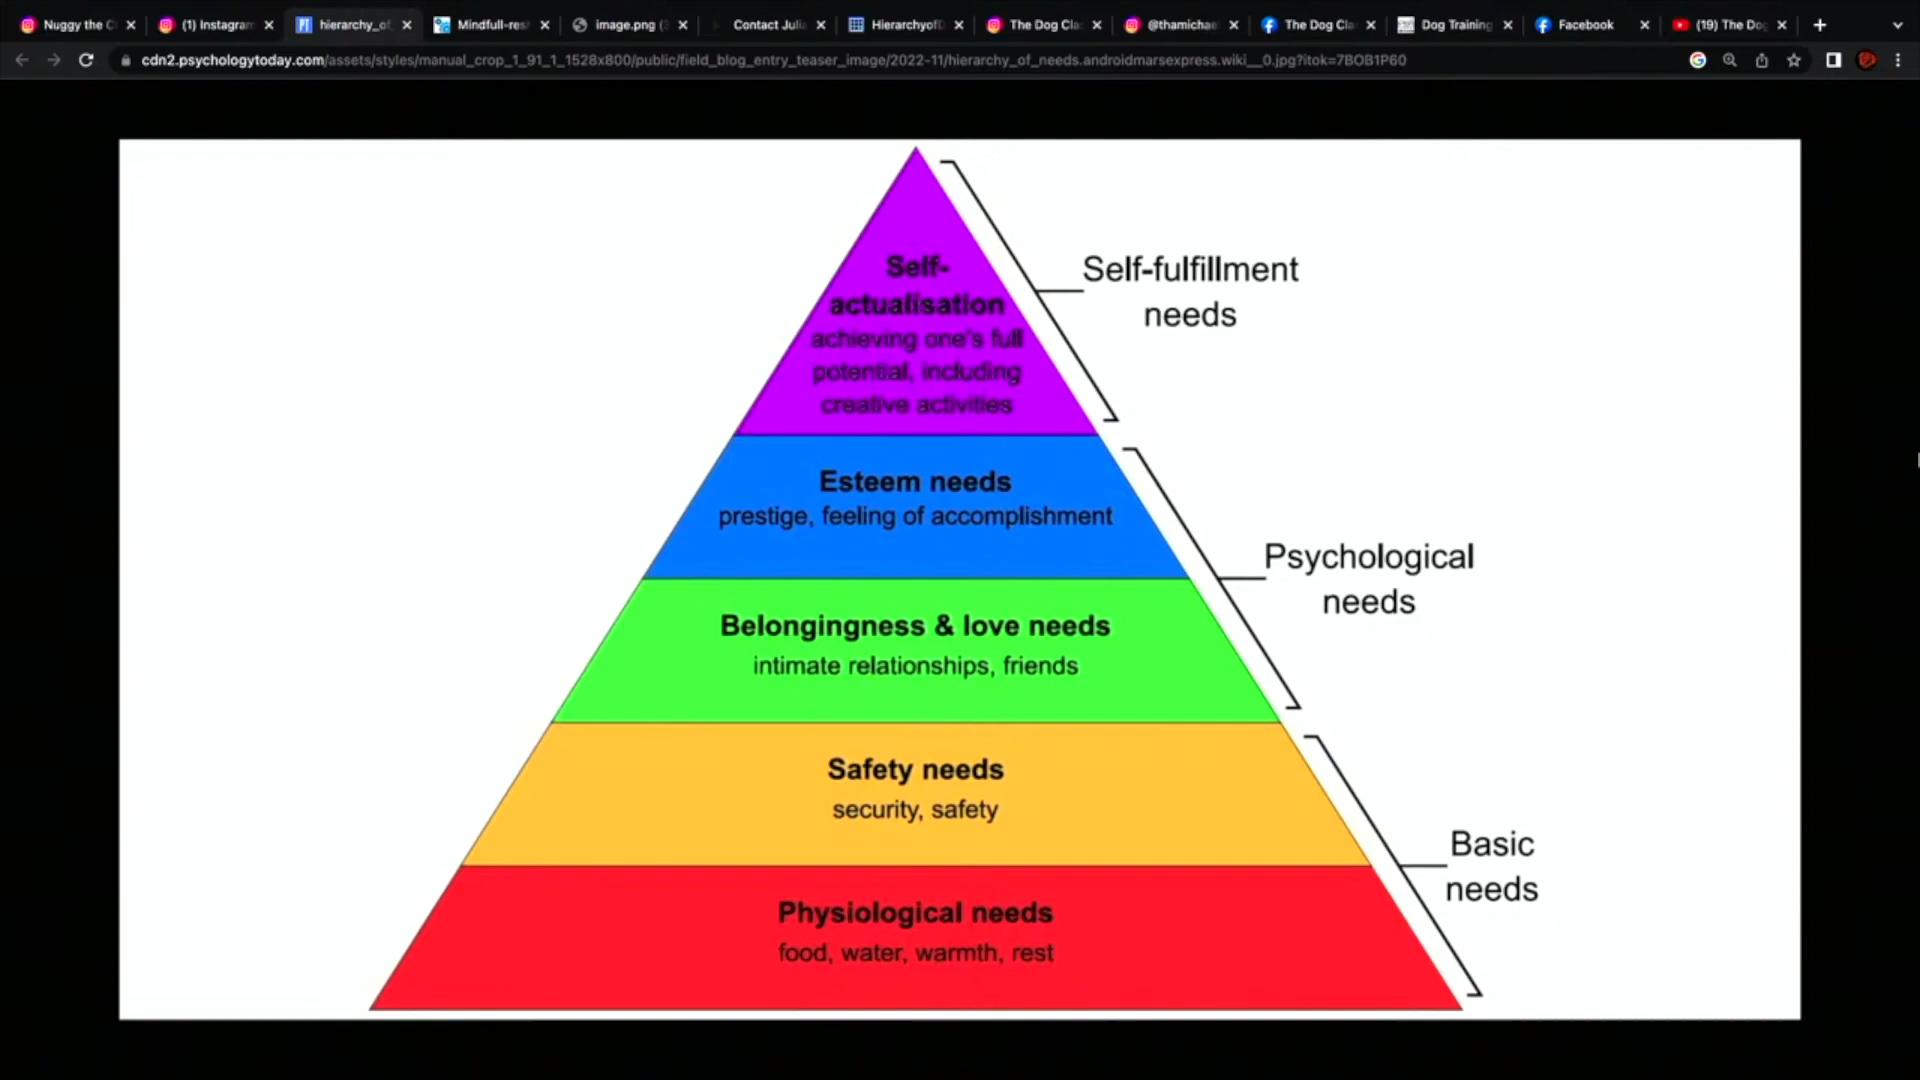 Nuggy the C
(1) Instagram
hierarchy_of_
Mindfull-res
image.png (
Contact Julia
HierarchyofD
The Dog Cla
@thamichae
The Dog Cla
Dog Training
Facebook
(19) The Dog
cdn2.psychologytoday.com/assets/styles/manual_crop_1_91_1_1528x800/public/field_blog_entry_teaser_image/2022-11/hierarchy_of_needs.androidmarsexpress.wiki__0.jpg?itok=7BOB1P60
Self-
actualisation
achieving one's full
potential, including
creative activities
Self-fulfillment
needs
Esteem needs
prestige, feeling of accomplishment
Belongingness & love needs
intimate relationships, friends
Psychological
needs
Safety needs
security, safety
Physiological needs
food, water, warmth, rest
Basic
needs